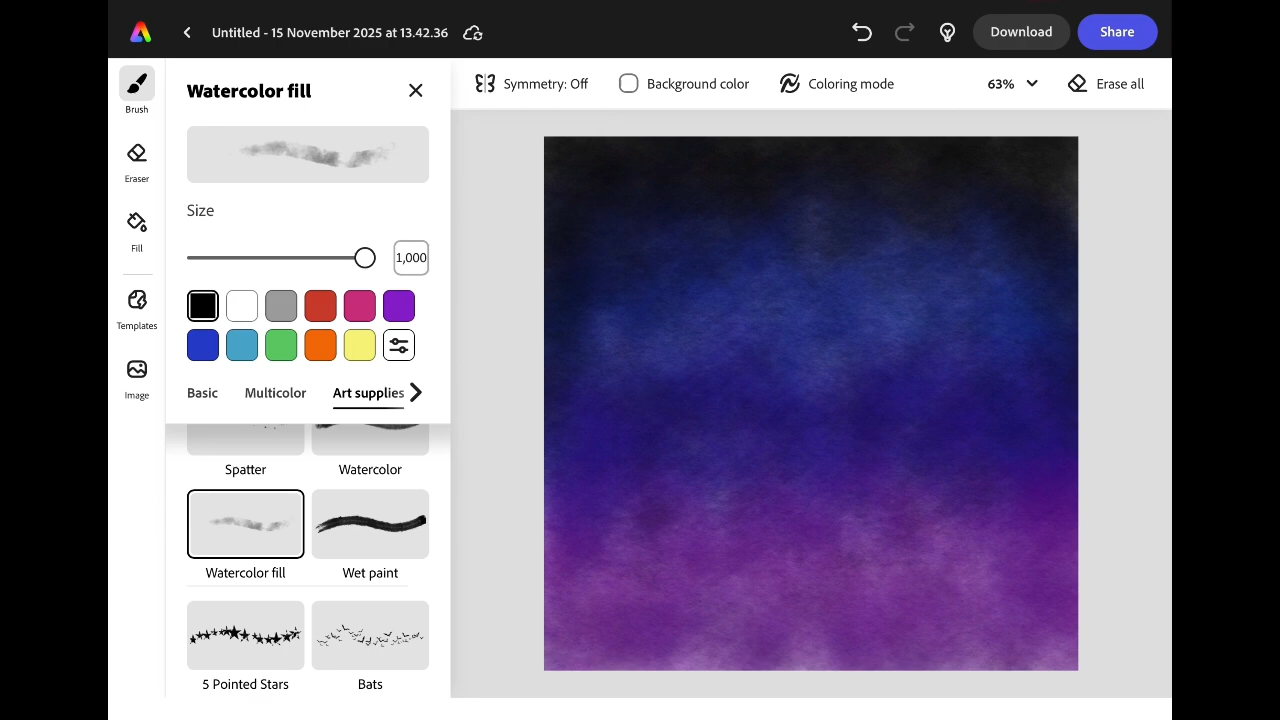 Untitled - 15 November 2025 at 13.42.36
Download
Share
Brush
Eraser
Fill
Templates
Image
Watercolor fill
Size
1,000
Basic
Multicolor
Art supplies
Spatter
Watercolor
Watercolor fill
Wet paint
5 Pointed Stars
Bats
Symmetry: Off
Background color
Coloring mode
63%
Erase all